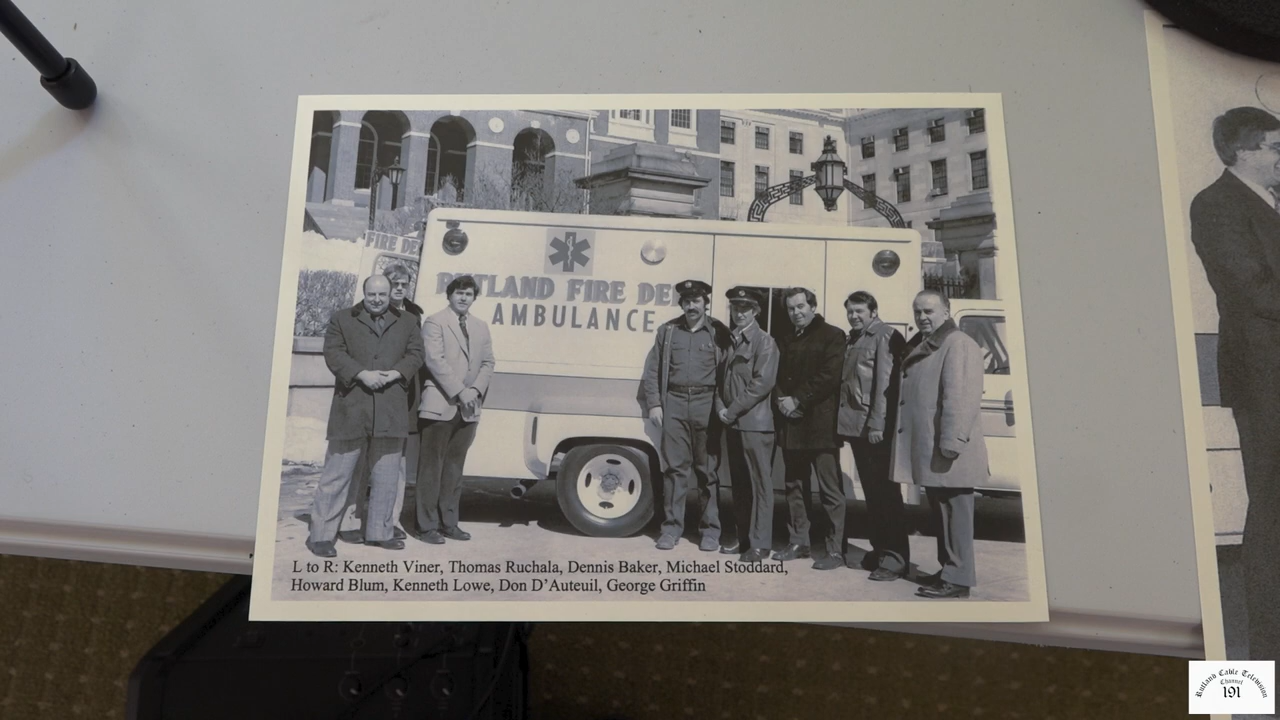 FIRE DE
RUTLAND FIRE DE
AMBULANCE
L to R: Kenneth Viner, Thomas Ruchala, Dennis Baker, Michael Stoddard,
Howard Blum, Kenneth Lowe, Don D'Auteuil, George Griffin
Rutland Cable Television
Channel
191